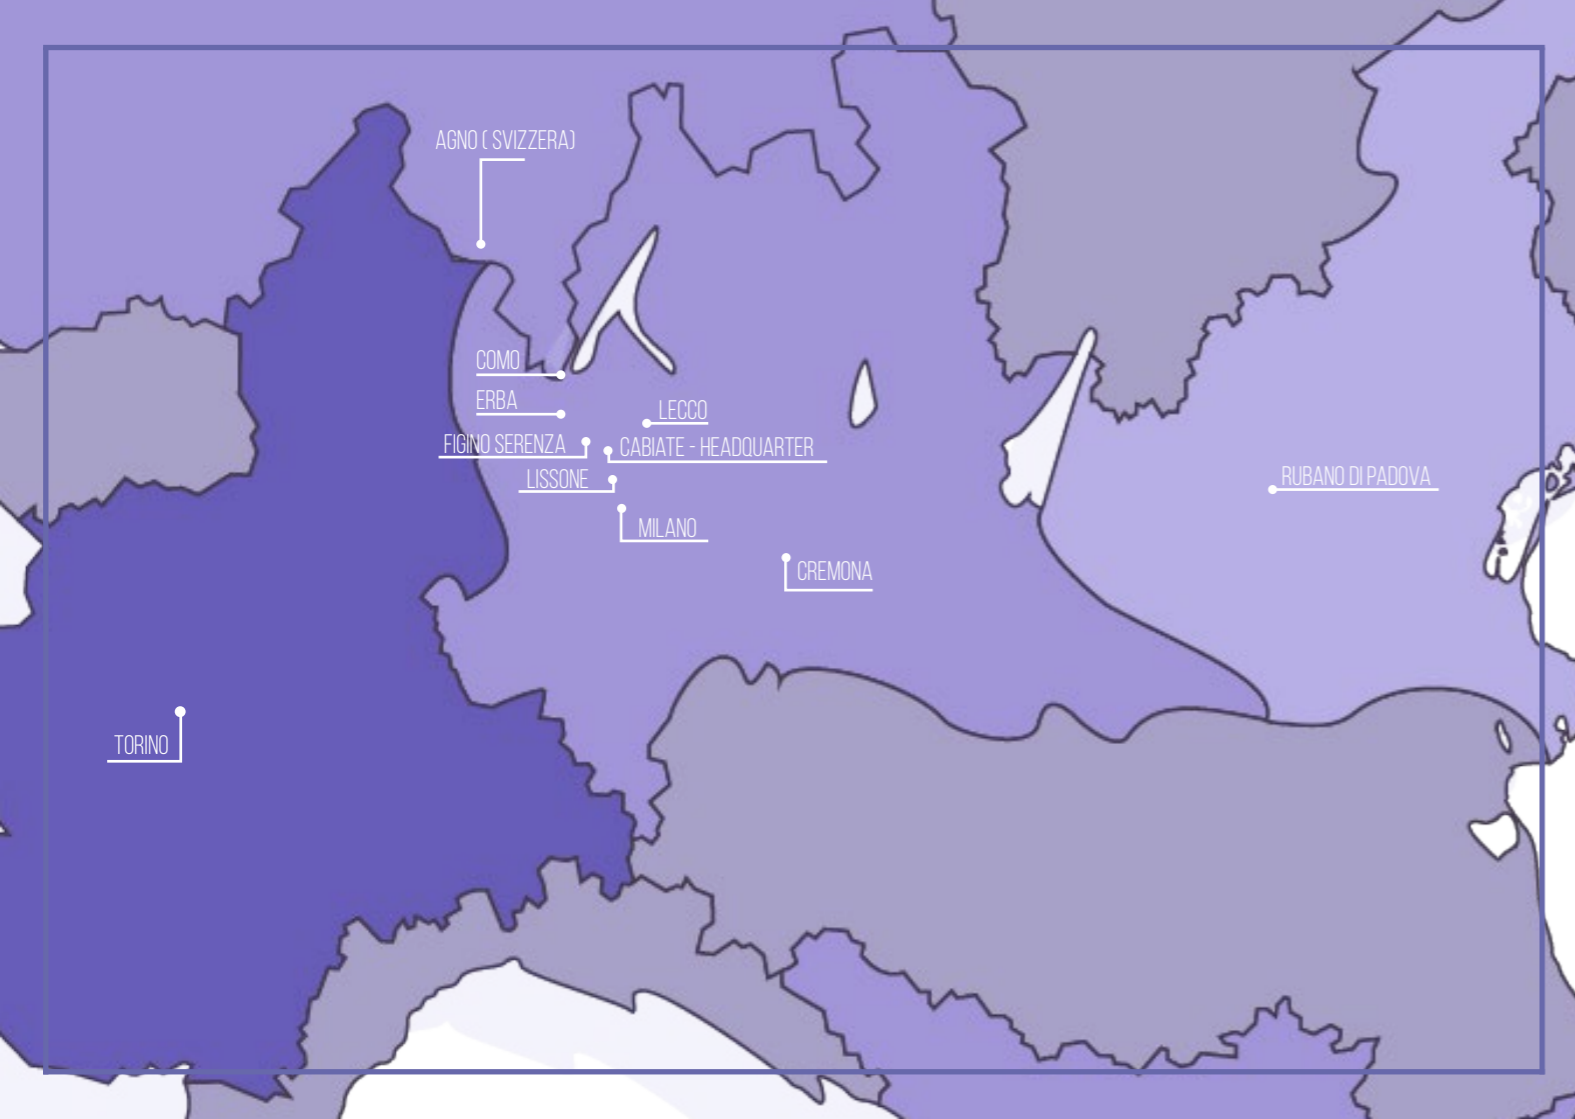 AGNO ( SVIZZERA)
COMO
ERBA
LECCO
FIGINO SERENZA
CABIATE - HEADQUARTER
LISSONE
RUBANO DI PADOVA
MILANO
CREMONA
TORINO